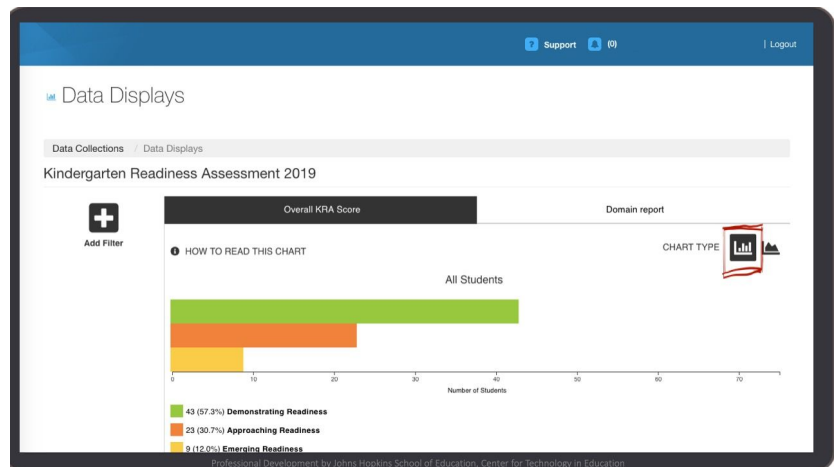 ? Support (0) | Logout
Data Displays
Data Collections / Data Displays
Kindergarten Readiness Assessment 2019
Overall KRA Score Domain report
Add Filter
HOW TO READ THIS CHART CHART TYPE
All Students
0 10 20 30 40 50 60 70
Number of Students
43 (57.3%) Demonstrating Readiness
23 (30.7%) Approaching Readiness
9 (12.0%) Emerging Readiness
Professional Development by Johns Hopkins School of Education, Center for Technology in Education